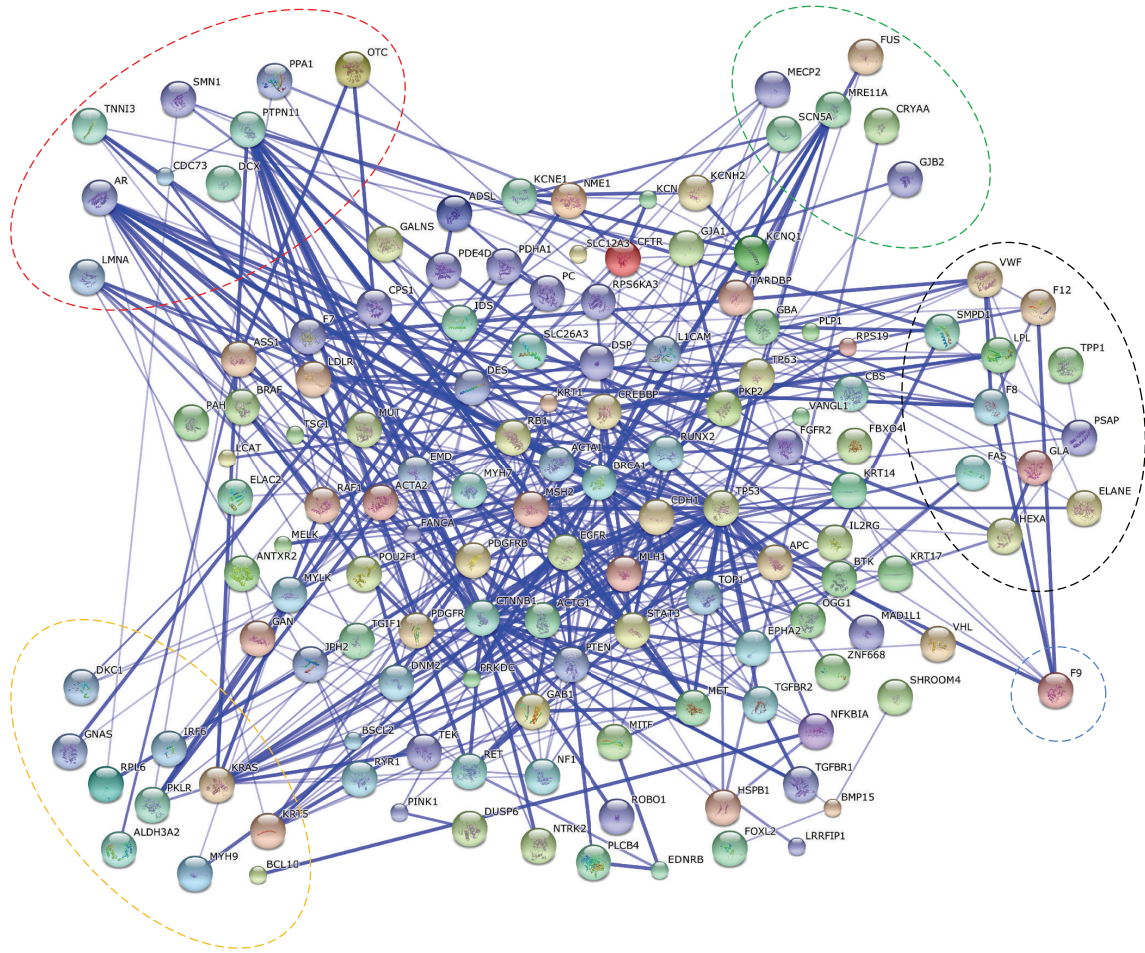 OTC
FUS
PPA1
SMN1
MECP2
MRE11A
TNNI3
PTPN11
SCN5A
CRYAA
CDC73
DCX
GJB2
AR
KCNE1
NME1
KCN
KCNH2
ADSL
GALNS
SLC12A3
CFTR
GJA1
KCNQ1
LMNA
PDE4D
PDHA1
VWF
PC
RPS6KA3
TARDBP
F12
CPS1
IDS
GBA
PLP1
SMPD1
F7
SLC26A3
L1CAM
RPS19
LPL
TPP1
ASS1
LDLR
DSP
TP63
DES
KRT1
CREBBP
PKP2
CBS
F8
BRAF
PAH
MUT
TSC1
RB1
VANGL1
PSAP
LCAT
EMD
ACTA1
RUNX2
FGFR2
FBXO4
GLA
ELAC2
RAF1
ACTA2
MYH7
BRCA1
KRT14
FAS
MSH2
CDH1
TP53
ELANE
FANCA
IL2RG
HEXA
MELK
EGFR
ANTXR2
POU2F1
PDGFRB
MLH1
APC
BTK
KRT17
MYLK
TOP1
CTNNB1
ACTG1
OGG1
MAD1L1
GAN
TGIF1
PDGFR
STAT3
EPHA2
VHL
JPH2
PTEN
ZNF668
DKC1
DNM2
PRKDC
F9
SHROOM4
GAB1
MET
TGFBR2
NFKBIA
GNAS
IRF6
BSCL2
TEK
MITF
RPL6
KRAS
RYR1
RET
NF1
TGFBR1
PKLR
PINK1
HSPB1
BMP15
ALDH3A2
KRT5
DUSP6
ROBO1
MYH9
BCL10
NTRK2
PLCB4
EDNRB
FOXL2
LRRFIP1